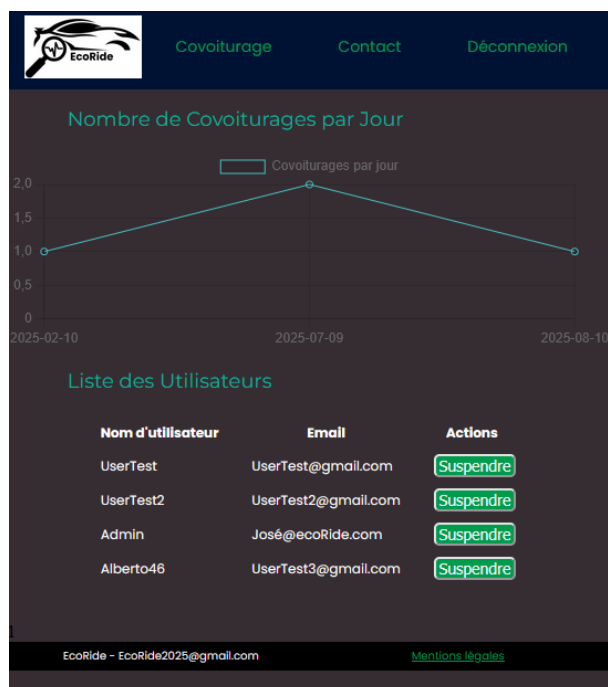 EcoRide
Covoiturage Contact Déconnexion
Nombre de Covoiturages par Jour
Covoiturages par jour
2,0
1,5
1,0
0,5
0
2025-02-10 2025-07-09 2025-08-10
Liste des Utilisateurs
Nom d'utilisateur Email Actions
UserTest UserTest@gmail.com Suspendre
UserTest2 UserTest2@gmail.com Suspendre
Admin José@ecoRide.com Suspendre
Alberto46 UserTest3@gmail.com Suspendre
EcoRide - EcoRide2025@gmail.com Mentions légales